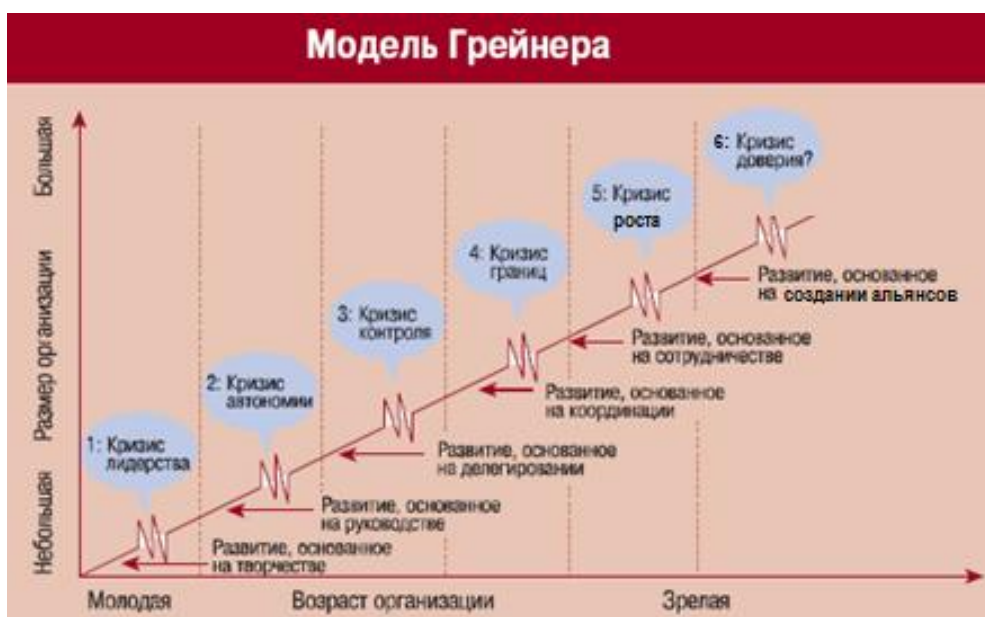 Модель Грейнера
Большая
Размер организации
Небольшая
6: Кризис
доверия?
5: Кризис
роста
4: Кризис
границ
3: Кризис
контроля
2: Кризис
автономии
1: Кризис
лидерства
Развитие, основанное
на создании альянсов
Развитие, основанное
на сотрудничестве
Развитие, основанное
на координации
Развитие, основанное
на делегировании
Развитие, основанное
на руководстве
Развитие, основанное
на творчестве
Молодая
Возраст организации
Зрелая